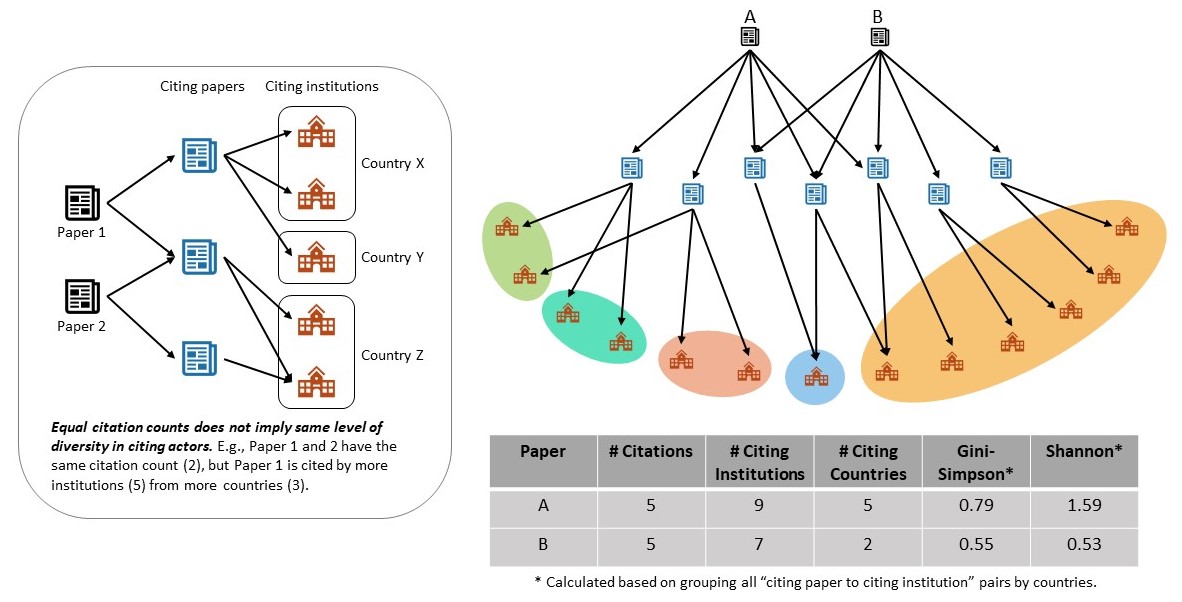 Citing papers
Citing institutions
Country X
Paper 1
Country Y
Paper 2
Country Z
Equal citation counts does not imply same level of
diversity in citing actors. E.g., Paper 1 and 2 have the
same citation count (2), but Paper 1 is cited by more
institutions (5) from more countries (3).
A
B
Paper
# Citations
# Citing
Institutions
# Citing
Countries
Gini-
Simpson*
Shannon*
A
5
9
5
0.79
1.59
B
5
7
2
0.55
0.53
* Calculated based on grouping all “citing paper to citing institution” pairs by countries.